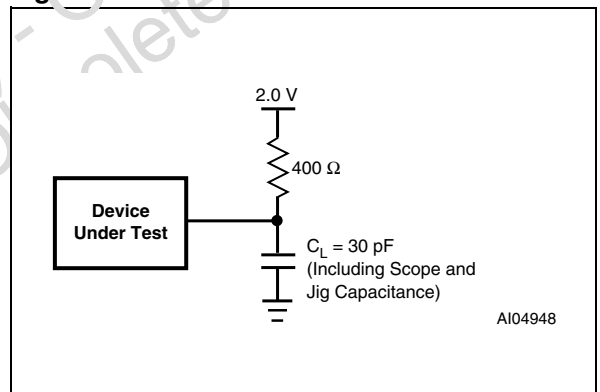 2.0 V
400 Ω
Device
Under Test
C_L = 30 pF
(Including Scope and
Jig Capacitance)
AI04948